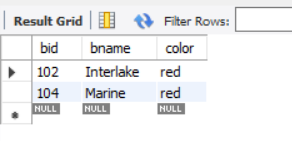 Result Grid Filter Rows:
bid bname color
102 Interlake red
104 Marine red
NULL NULL NULL